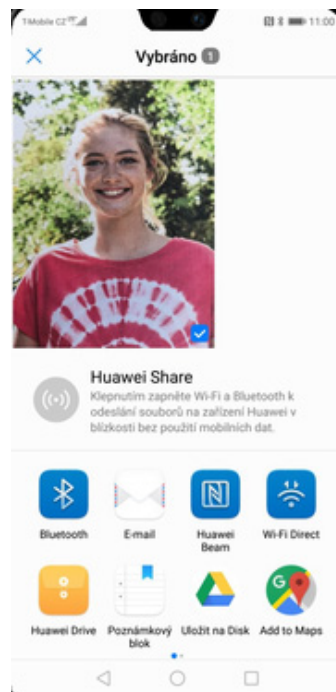 T-Mobile CZ
11:00
Vybráno 1
Huawei Share
Klepnutím zapněte Wi-Fi a Bluetooth k
odeslání souborů na zařízení Huawei v
blízkosti bez použití mobilních dat.
Bluetooth E-mail Huawei Beam Wi-Fi Direct
Huawei Drive Poznámkový blok Uložit na Disk Add to Maps